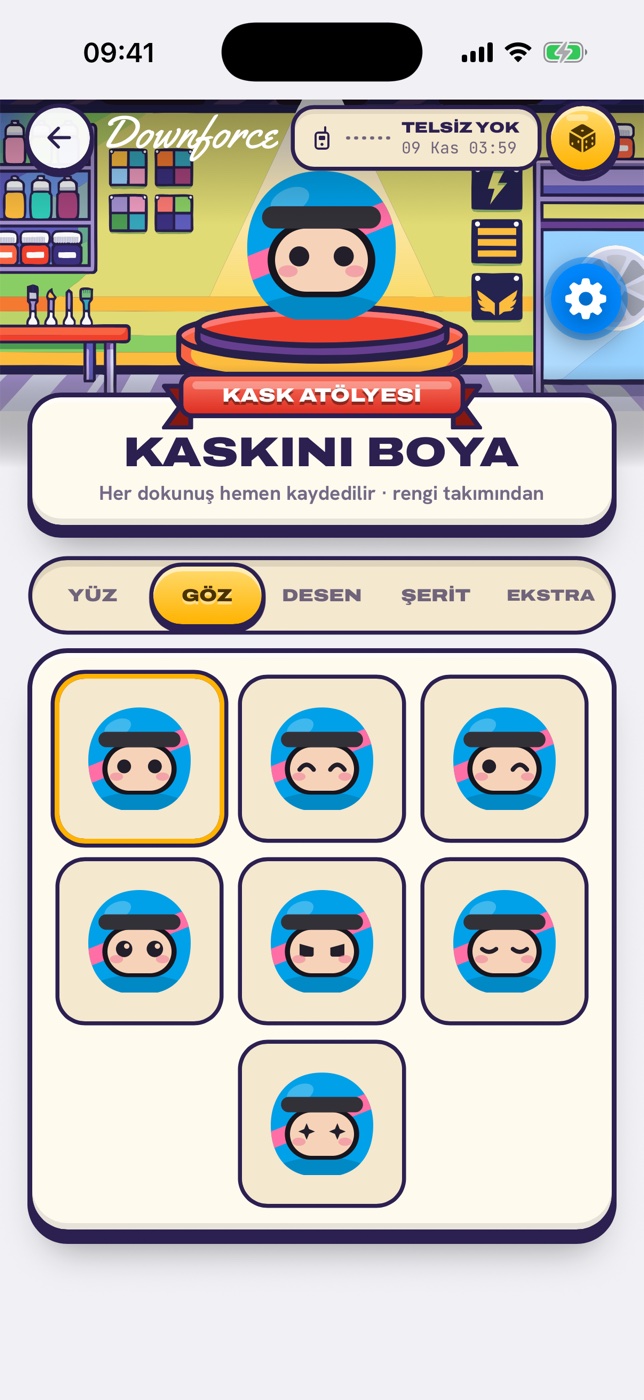 09:41
Downforce
TELSİZ YOK
09 Kas 03:59
KASK ATÖLYESİ
KASKINI BOYA
Her dokunuş hemen kaydedilir · rengi takımından
YÜZ
GÖZ
DESEN
ŞERİT
EKSTRA